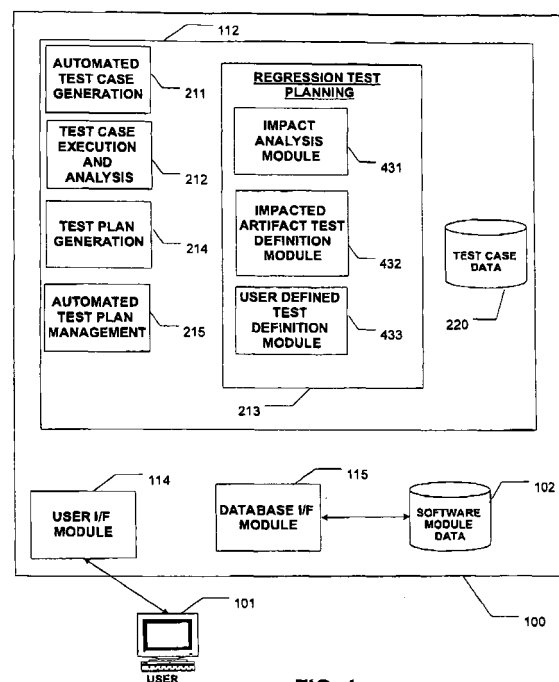 112
AUTOMATED
TEST CASE
GENERATION
211
TEST CASE
EXECUTION
AND
ANALYSIS
212
TEST PLAN
GENERATION
214
AUTOMATED
TEST PLAN
MANAGEMENT
215
REGRESSION TEST
PLANNING
IMPACT
ANALYSIS
MODULE
431
IMPACTED
ARTIFACT TEST
DEFINITION
MODULE
432
USER DEFINED
TEST
DEFINITION
MODULE
433
213
TEST CASE
DATA
220
114
USER I/F
MODULE
115
DATABASE I/F
MODULE
102
SOFTWARE
MODULE
DATA
100
101
USER